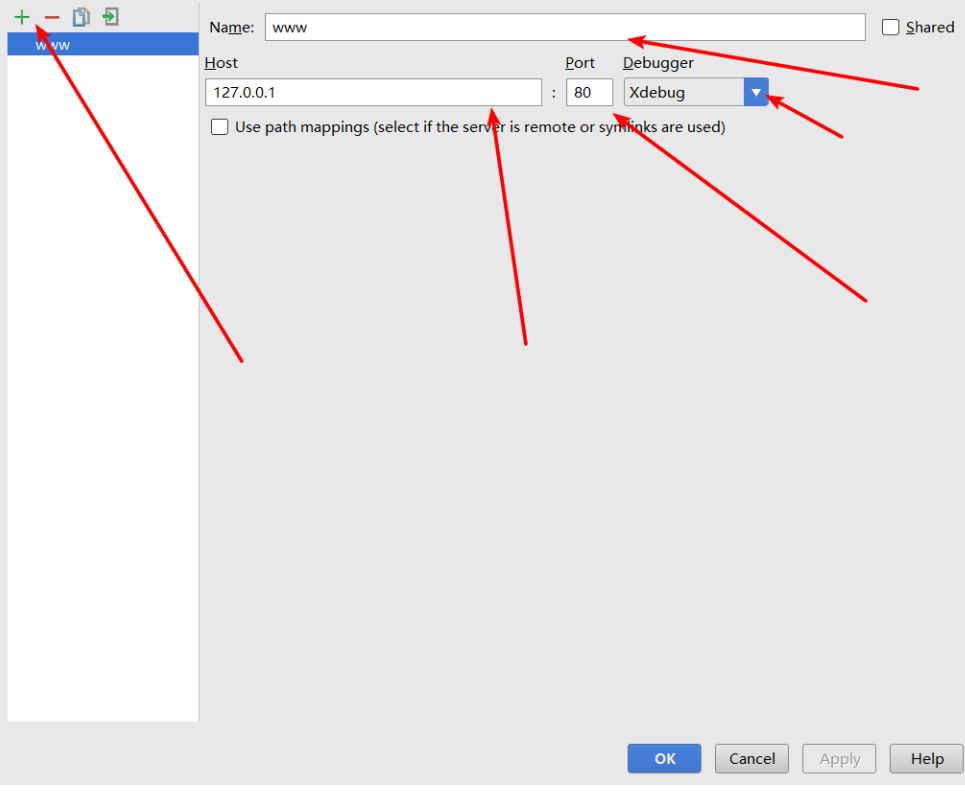 www
Name: www Shared
Host Port Debugger
127.0.0.1 : 80 Xdebug
Use path mappings (select if the server is remote or symlinks are used)
OK Cancel Apply Help